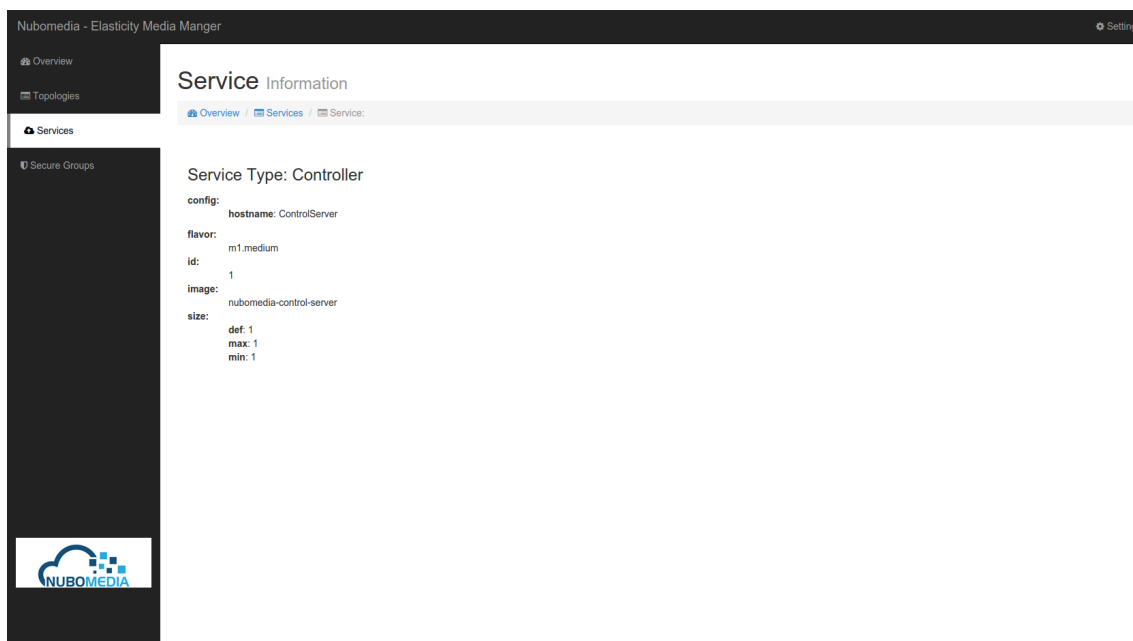 Nubomedia - Elasticity Media Manger
Setting
Overview
Topologies
Services
Secure Groups
Service Information
Overview / Services / Service:
Service Type: Controller
config:
hostname: ControlServer
flavor:
m1.medium
id:
1
image:
nubomedia-control-server
size:
def: 1
max: 1
min: 1
NUBOMEDIA